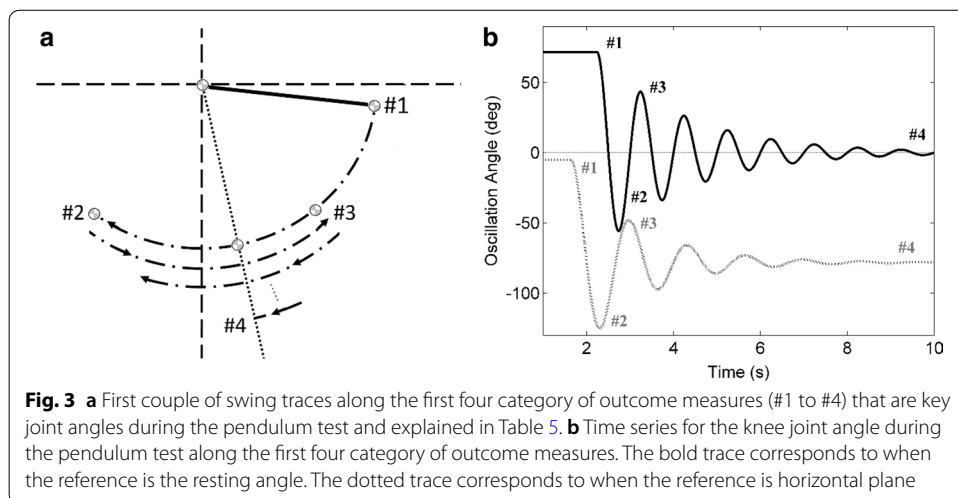 a
#1
#2
#3
#4
b
#1
#3
#4
#1
#2
#3
#4
#2
50
0
-50
-100
2
4
6
8
10
Oscillation Angle (deg)
Time (s)
Fig. 3 a First couple of swing traces along the first four category of outcome measures (#1 to #4) that are key
joint angles during the pendulum test and explained in Table 5. b Time series for the knee joint angle during
the pendulum test along the first four category of outcome measures. The bold trace corresponds to when
the reference is the resting angle. The dotted trace corresponds to when the reference is horizontal plane